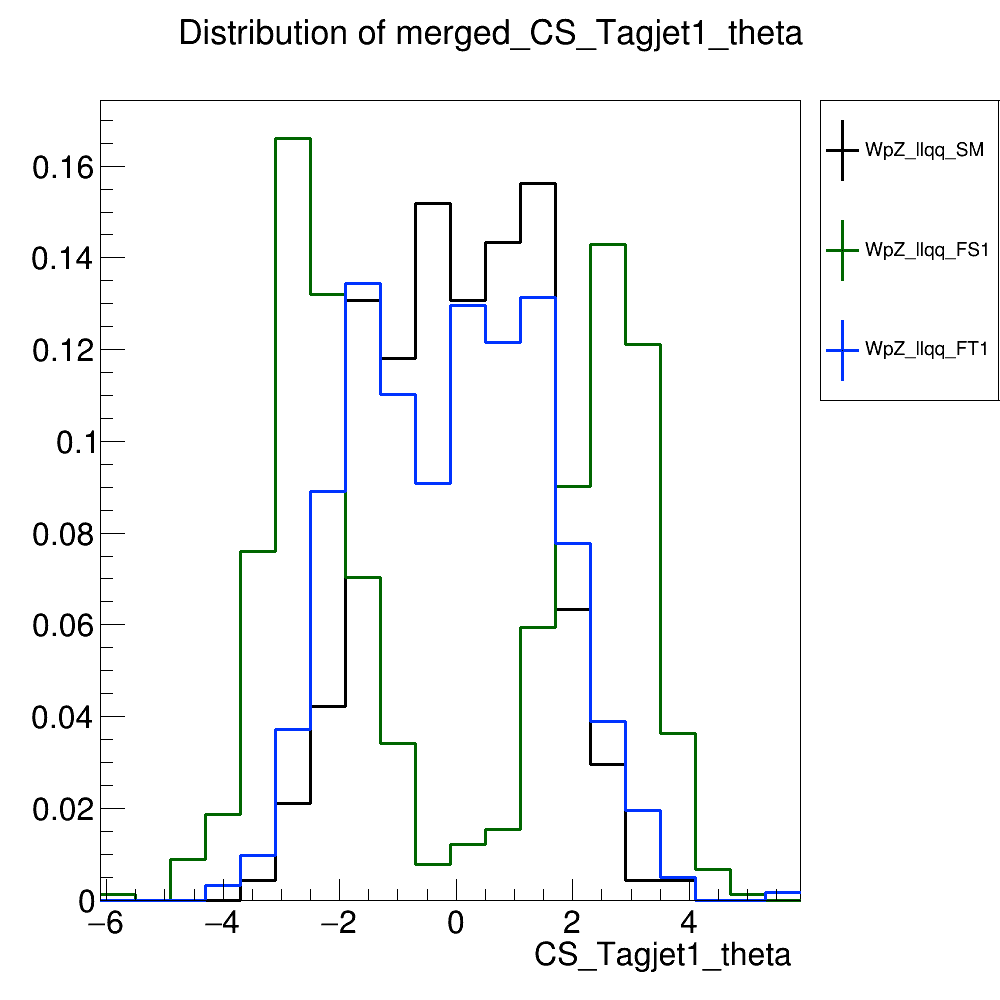 Distribution of merged_CS_Tagjet1_theta
WpZ_llqq_SM
WpZ_llqq_FS1
WpZ_llqq_FT1
0.16
0.14
0.12
0.1
0.08
0.06
0.04
0.02
0
−6 −4 −2 0 2 4
CS_Tagjet1_theta